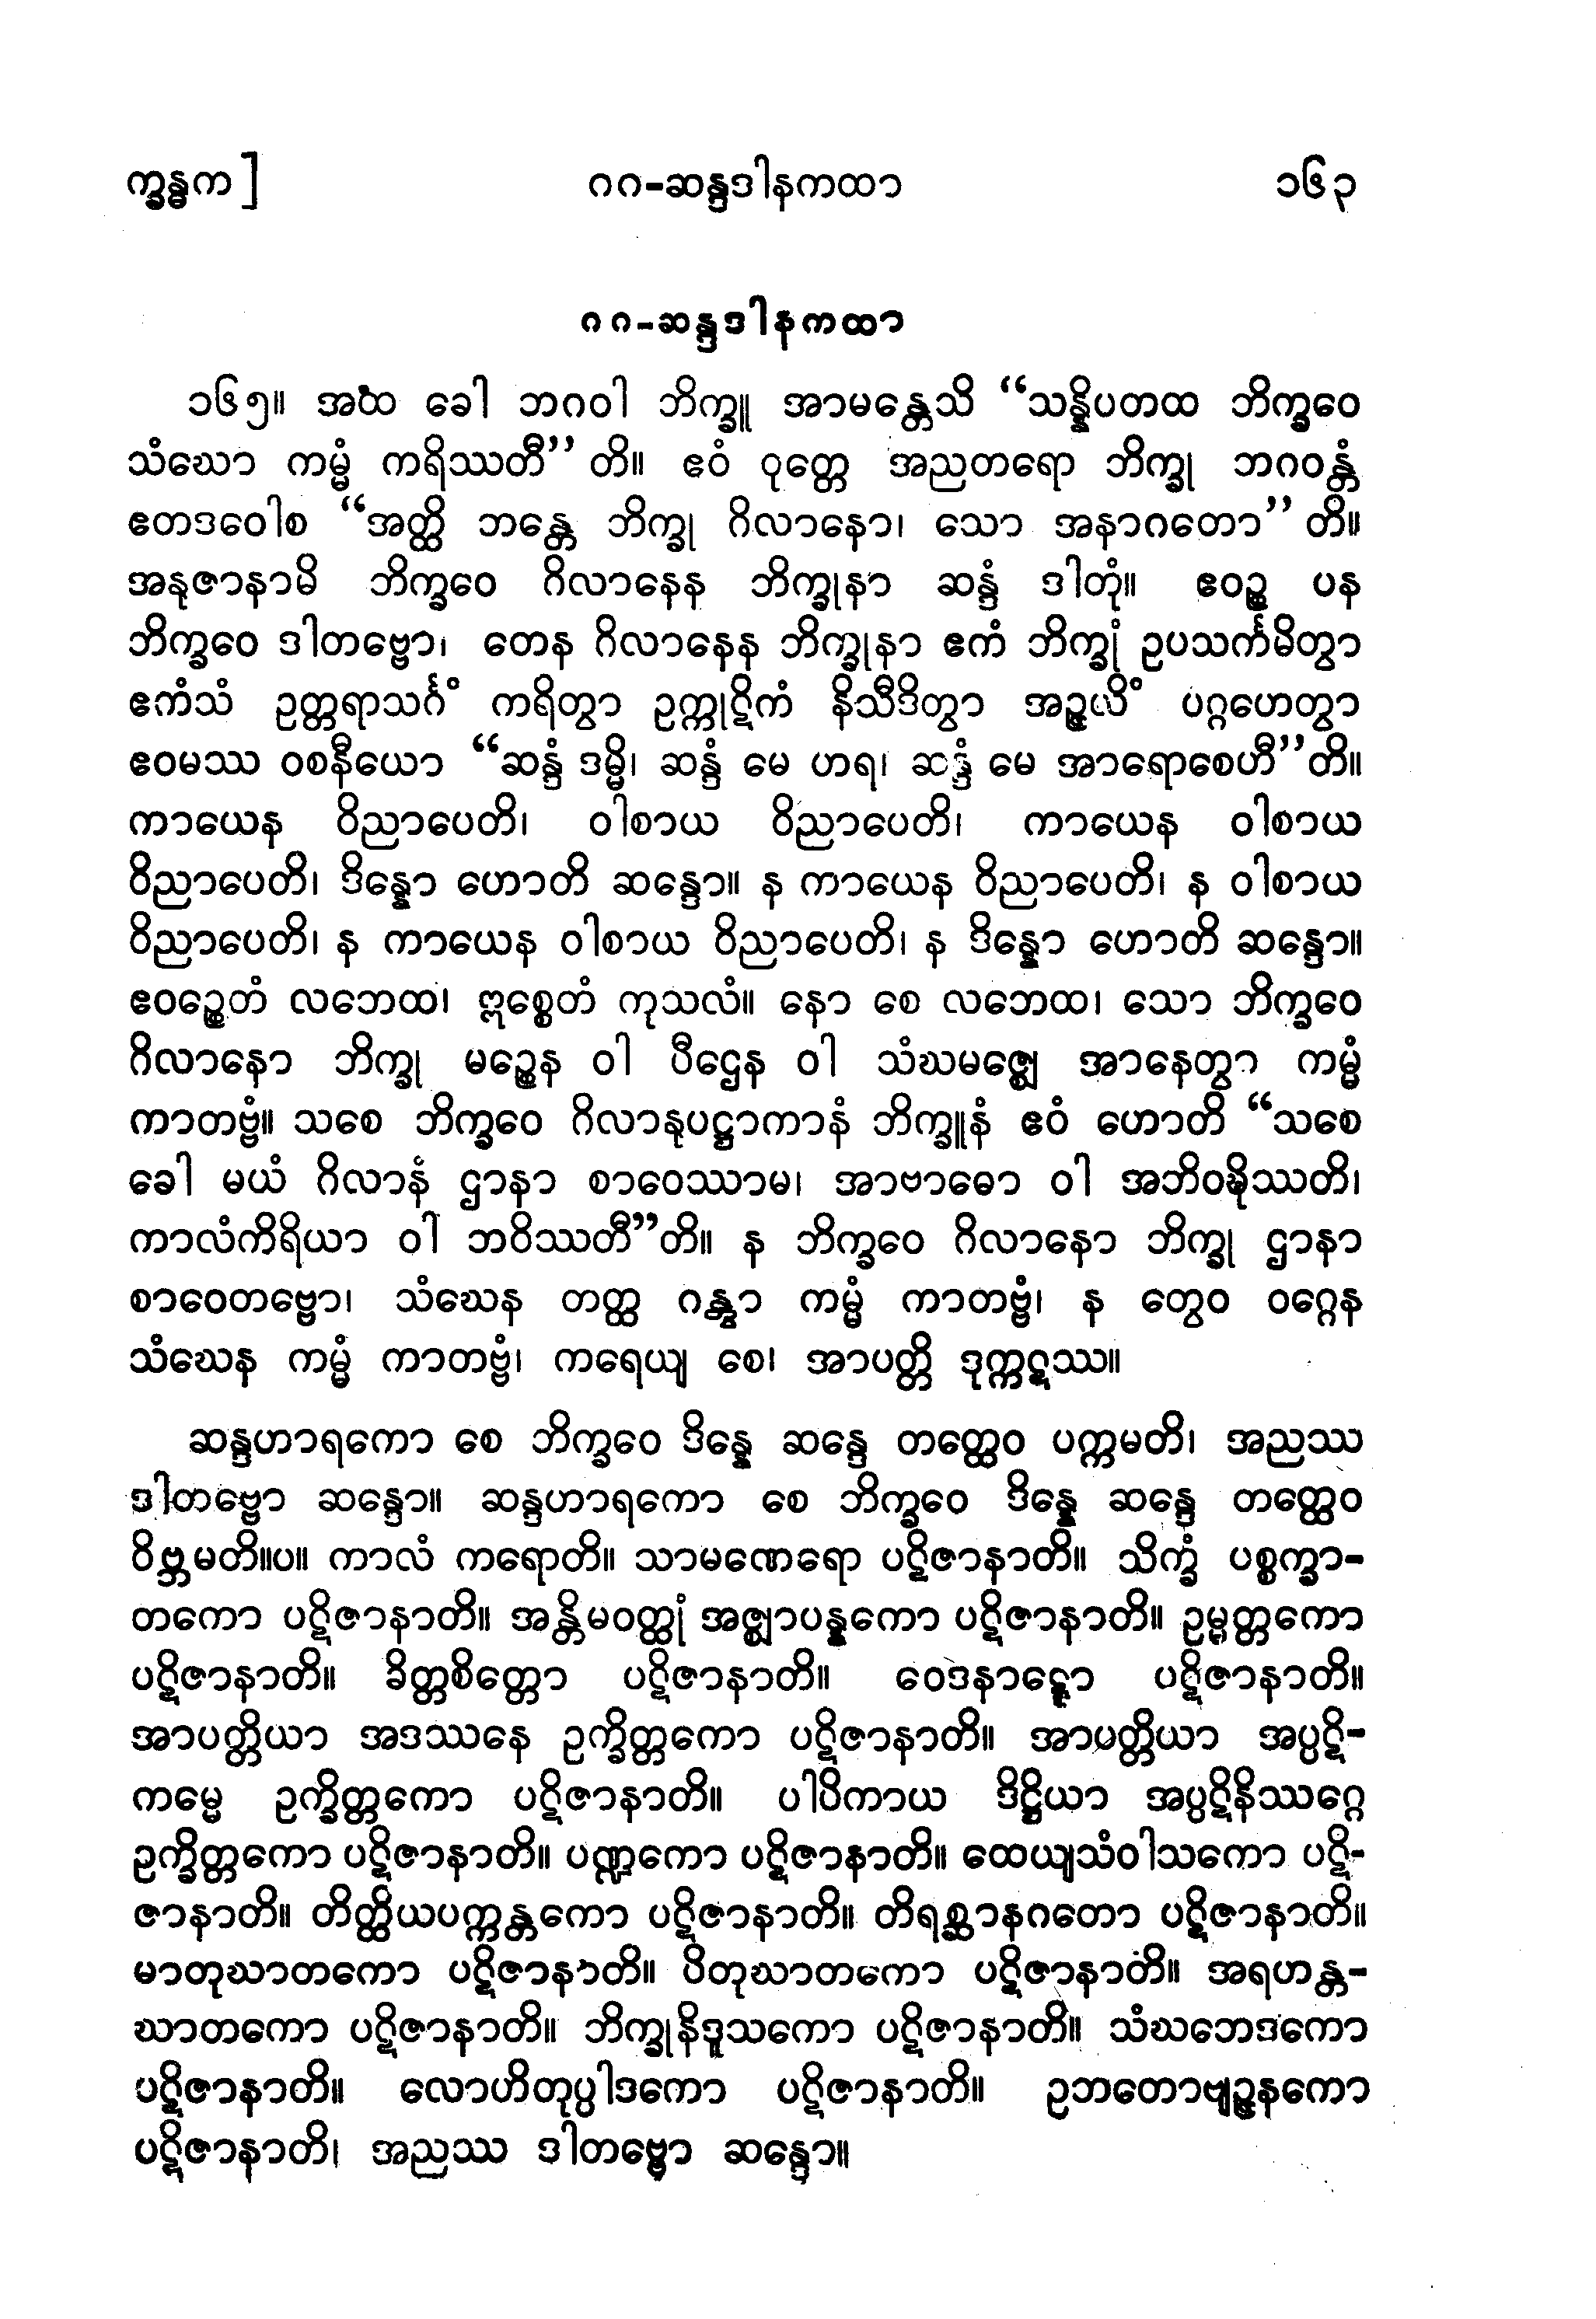 က္ခန္ဓက ]
၈၈-ဆန္ဒဒါနကထာ
၁၆၃
၈၈-ဆန္ဒဒါနကထာ
၁၆၅။ အထ ခေါ ဘဂဝါ ဘိက္ခူ အာမန္တေသိ “သန္နိပတထ ဘိက္ခဝေ
သံဃော ကမ္မံ ကရိဿတီ” တိ။ ဧဝံ ဝုတ္တေ အညတရော ဘိက္ခု ဘဂဝန္တံ
ဧတဒဝေါစ “အတ္ထိ ဘန္တေ ဘိက္ခု ဂိလာနော၊ သော အနာဂတော” တိ။
အနုဇာနာမိ ဘိက္ခဝေ ဂိလာနေန ဘိက္ခုနာ ဆန္ဒံ ဒါတုံ။ ဧဝဉ္စ ပန
ဘိက္ခဝေ ဒါတဗ္ဗော၊ တေန ဂိလာနေန ဘိက္ခုနာ ဧကံ ဘိက္ခုံ ဥပသင်္ကမိတွာ
ဧကံသံ ဥတ္တရာသင်္ဂံ ကရိတွာ ဥက္ကုဋိကံ နိသီဒိတွာ အဉ္ဇလိံ ပဂ္ဂဟေတွာ
ဧဝမဿ ဝစနီယော “ဆန္ဒံ ဒမ္မိ၊ ဆန္ဒံ မေ ဟရ၊ ဆန္ဒံ မေ အာရောစေဟီ”တိ။
ကာယေန ဝိညာပေတိ၊ ဝါစာယ ဝိညာပေတိ၊ ကာယေန ဝါစာယ
ဝိညာပေတိ၊ ဒိန္နော ဟောတိ ဆန္ဒော။ န ကာယေန ဝိညာပေတိ၊ န ဝါစာယ
ဝိညာပေတိ၊ န ကာယေန ဝါစာယ ဝိညာပေတိ၊ န ဒိန္နော ဟောတိ ဆန္ဒော။
ဧဝဉ္စေတံ လဘေထ၊ ဣစ္စေတံ ကုသလံ။ နော စေ လဘေထ၊ သော ဘိက္ခဝေ
ဂိလာနော ဘိက္ခု မဉ္စေန ဝါ ပီဌေန ဝါ သံဃမဇ္ဈေ အာနေတွာ ကမ္မံ
ကာတဗ္ဗံ။ သစေ ဘိက္ခဝေ ဂိလာနုပဋ္ဌာကာနံ ဘိက္ခူနံ ဧဝံ ဟောတိ “သစေ
ခေါ မယံ ဂိလာနံ ဌာနာ စာဝေဿာမ၊ အာဗာဓော ဝါ အဘိဝဍ္ဎိဿတိ၊
ကာလံကိရိယာ ဝါ ဘဝိဿတီ”တိ။ န ဘိက္ခဝေ ဂိလာနော ဘိက္ခု ဌာနာ
စာဝေတဗ္ဗော၊ သံဃေန တတ္ထ ဂန္တွာ ကမ္မံ ကာတဗ္ဗံ၊ န တွေဝ ဝဂ္ဂေန
သံဃေန ကမ္မံ ကာတဗ္ဗံ၊ ကရေယျ စေ၊ အာပတ္တိ ဒုက္ကဋဿ။
ဆန္ဒဟာရကော စေ ဘိက္ခဝေ ဒိန္နေ ဆန္ဒေ တတ္ထေဝ ပက္ကမတိ၊ အညဿ
ဒါတဗ္ဗော ဆန္ဒော။ ဆန္ဒဟာရကော စေ ဘိက္ခဝေ ဒိန္နေ ဆန္ဒေ တတ္ထေဝ
ဝိဗ္ဘမတိ။ပ။ ကာလံ ကရောတိ။ သာမဏေရော ပဋိဇာနာတိ။ သိက္ခံ ပစ္စက္ခာ-
တကော ပဋိဇာနာတိ။ အန္တိမဝတ္ထုံ အဇ္ဈာပန္နကော ပဋိဇာနာတိ။ ဥမ္မတ္တကော
ပဋိဇာနာတိ။ ခိတ္တစိတ္တော ပဋိဇာနာတိ။ ဝေဒနာဋ္ဋော ပဋိဇာနာတိ။
အာပတ္တိယာ အဒဿနေ ဥက္ခိတ္တကော ပဋိဇာနာတိ။ အာပတ္တိယာ အပ္ပဋိ-
ကမ္မေ ဥက္ခိတ္တကော ပဋိဇာနာတိ။ ပါပိကာယ ဒိဋ္ဌိယာ အပ္ပဋိနိဿဂ္ဂေ
ဥက္ခိတ္တကော ပဋိဇာနာတိ။ ပဏ္ဍကော ပဋိဇာနာတိ။ ထေယျသံဝါသကော ပဋိ-
ဇာနာတိ။ တိတ္ထိယပက္ကန္တကော ပဋိဇာနာတိ။ တိရစ္ဆာနဂတော ပဋိဇာနာတိ။
မာတုဃာတကော ပဋိဇာနာတိ။ ပိတုဃာတကော ပဋိဇာနာတိ။ အရဟန္တ-
ဃာတကော ပဋိဇာနာတိ။ ဘိက္ခုနိဒူသကော ပဋိဇာနာတိ။ သံဃဘေဒကော
ပဋိဇာနာတိ။ လောဟိတုပ္ပါဒကော ပဋိဇာနာတိ။ ဥဘတောဗျဉ္ဇနကော
ပဋိဇာနာတိ၊ အညဿ ဒါတဗ္ဗော ဆန္ဒော။